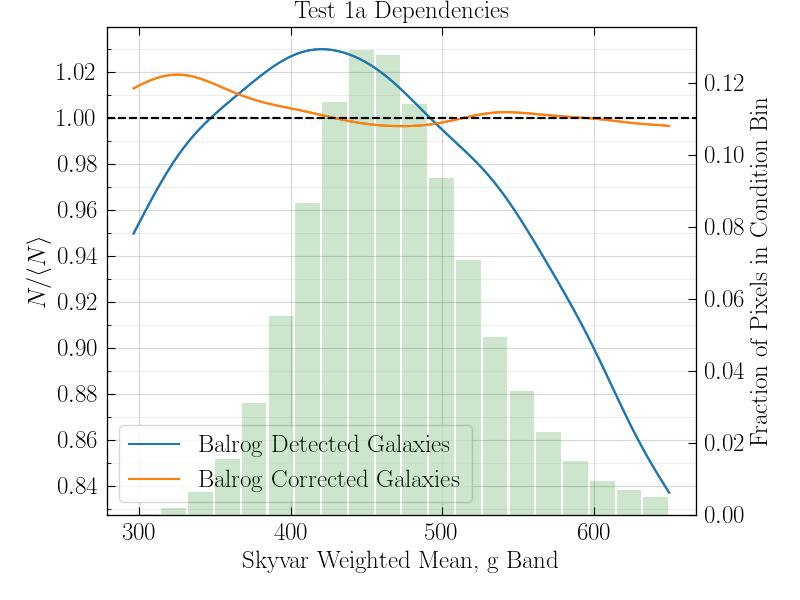 Test 1a Dependencies
1.02
1.00
0.98
0.96
0.94
0.92
0.90
0.88
0.86
0.84
N/⟨N⟩
0.12
0.10
0.08
0.06
0.04
0.02
0.00
Fraction of Pixels in Condition Bin
Balrog Detected Galaxies
Balrog Corrected Galaxies
300 400 500 600
Skyvar Weighted Mean, g Band